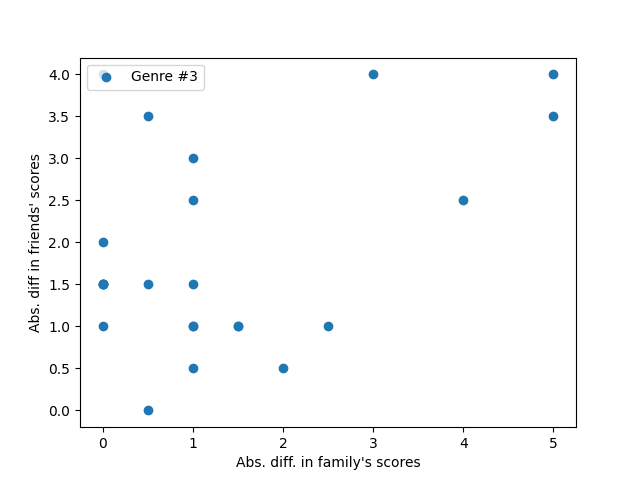 4.0
3.5
3.0
2.5
2.0
1.5
1.0
0.5
0.0
Abs. diff in friends' scores
Genre #3
0 1 2 3 4 5
Abs. diff. in family's scores